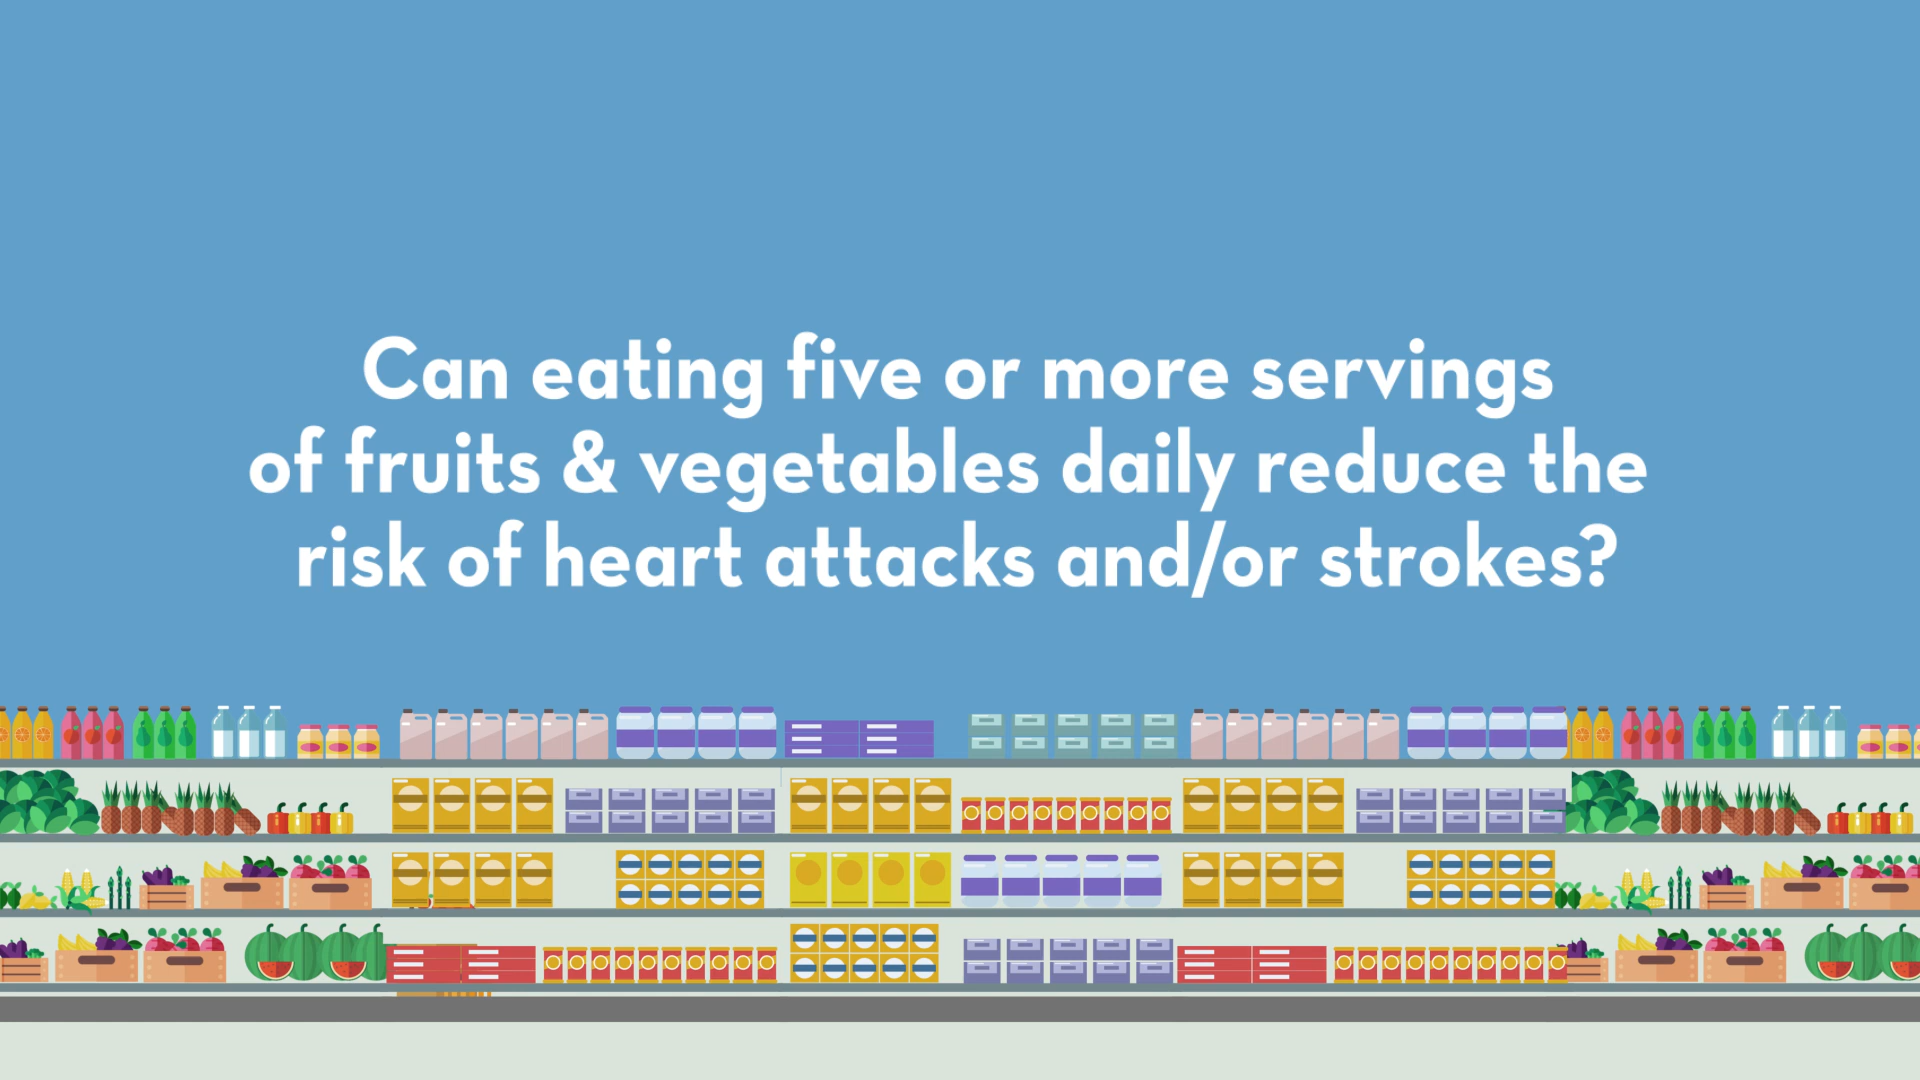 Can eating five or more servings
of fruits & vegetables daily reduce the
risk of heart attacks and/or strokes?